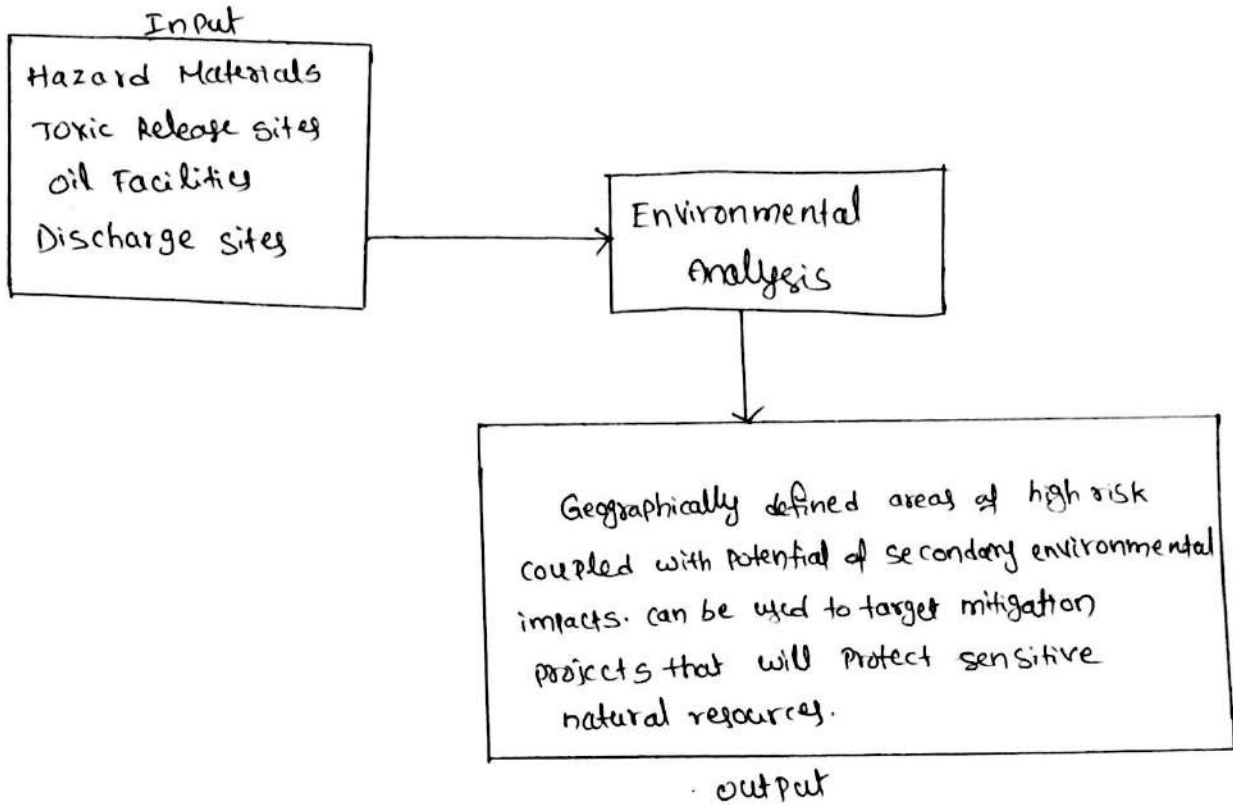 Input
Hazard Materials
Toxic Release sites
Oil Facilities
Discharge sites
Environmental
Analysis
Geographically defined areas of high risk
coupled with potential of secondary environmental
impacts. can be used to target mitigation
projects that will protect sensitive
natural resources.
output